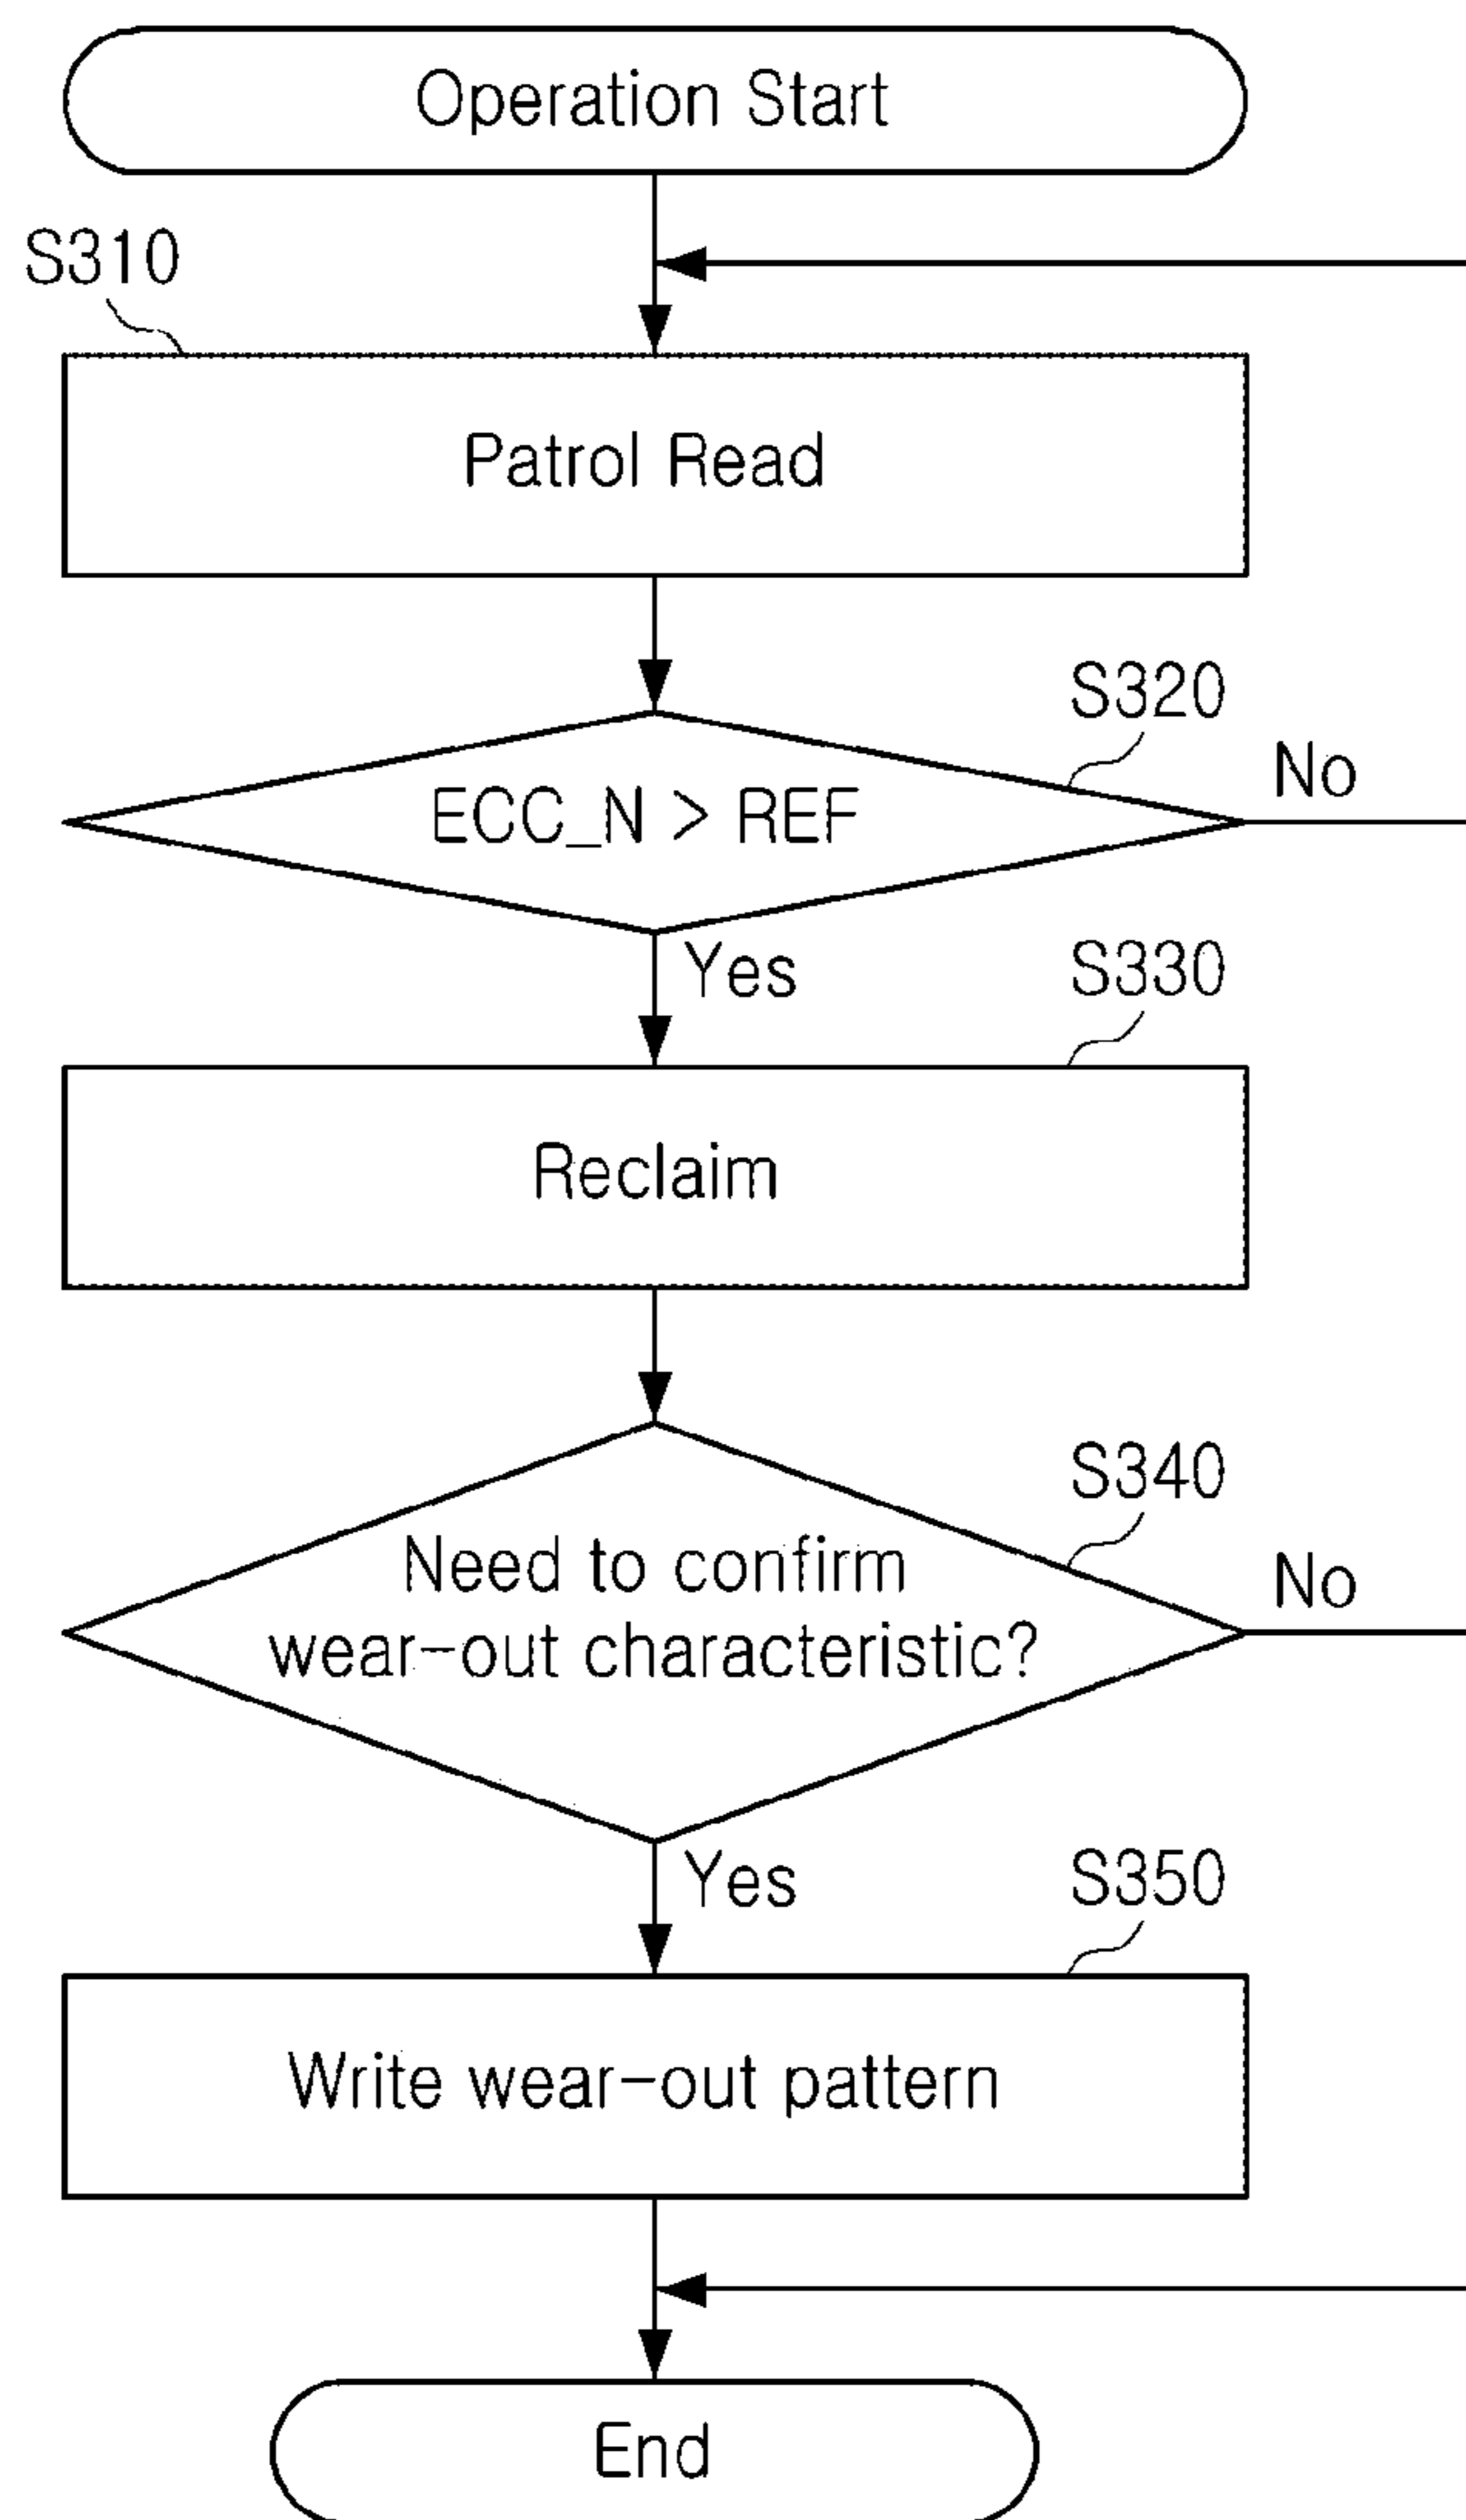 Operation Start
S310
Patrol Read
S320
No
ECC_N > REF
Yes
S330
Reclaim
S340
No
Need to confirm
wear-out characteristic?
Yes
S350
Write wear-out pattern
End